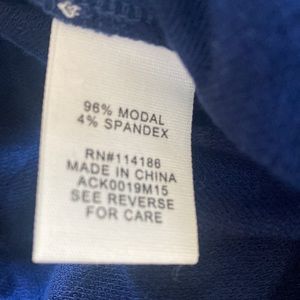 96% MODAL
4% SPANDEX
RN#114186
MADE IN CHINA
ACK0019M15
SEE REVERSE
FOR CARE